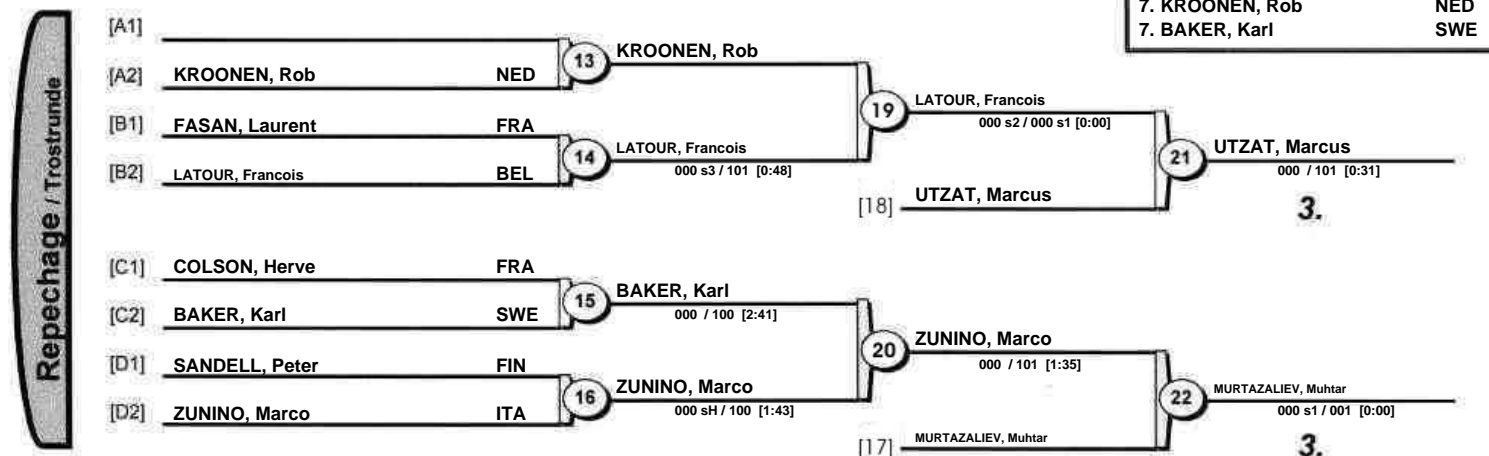 7. KROONEN, Rob NED
7. BAKER, Karl SWE
Repechage / Trostrunde
[A1]
[A2] KROONEN, Rob NED
13
KROONEN, Rob
[B1] FASAN, Laurent FRA
[B2] LATOUR, Francois BEL
14
LATOUR, Francois
000 s3 / 101 [0:48]
19
LATOUR, Francois
000 s2 / 000 s1 [0:00]
[18] UTZAT, Marcus
21
UTZAT, Marcus
000 / 101 [0:31]
3.
[C1] COLSON, Herve FRA
[C2] BAKER, Karl SWE
15
BAKER, Karl
000 / 100 [2:41]
[D1] SANDELL, Peter FIN
[D2] ZUNINO, Marco ITA
16
ZUNINO, Marco
000 sH / 100 [1:43]
20
ZUNINO, Marco
000 / 101 [1:35]
[17] MURTAZALIEV, Muhtar
22
MURTAZALIEV, Muhtar
000 s1 / 001 [0:00]
3.